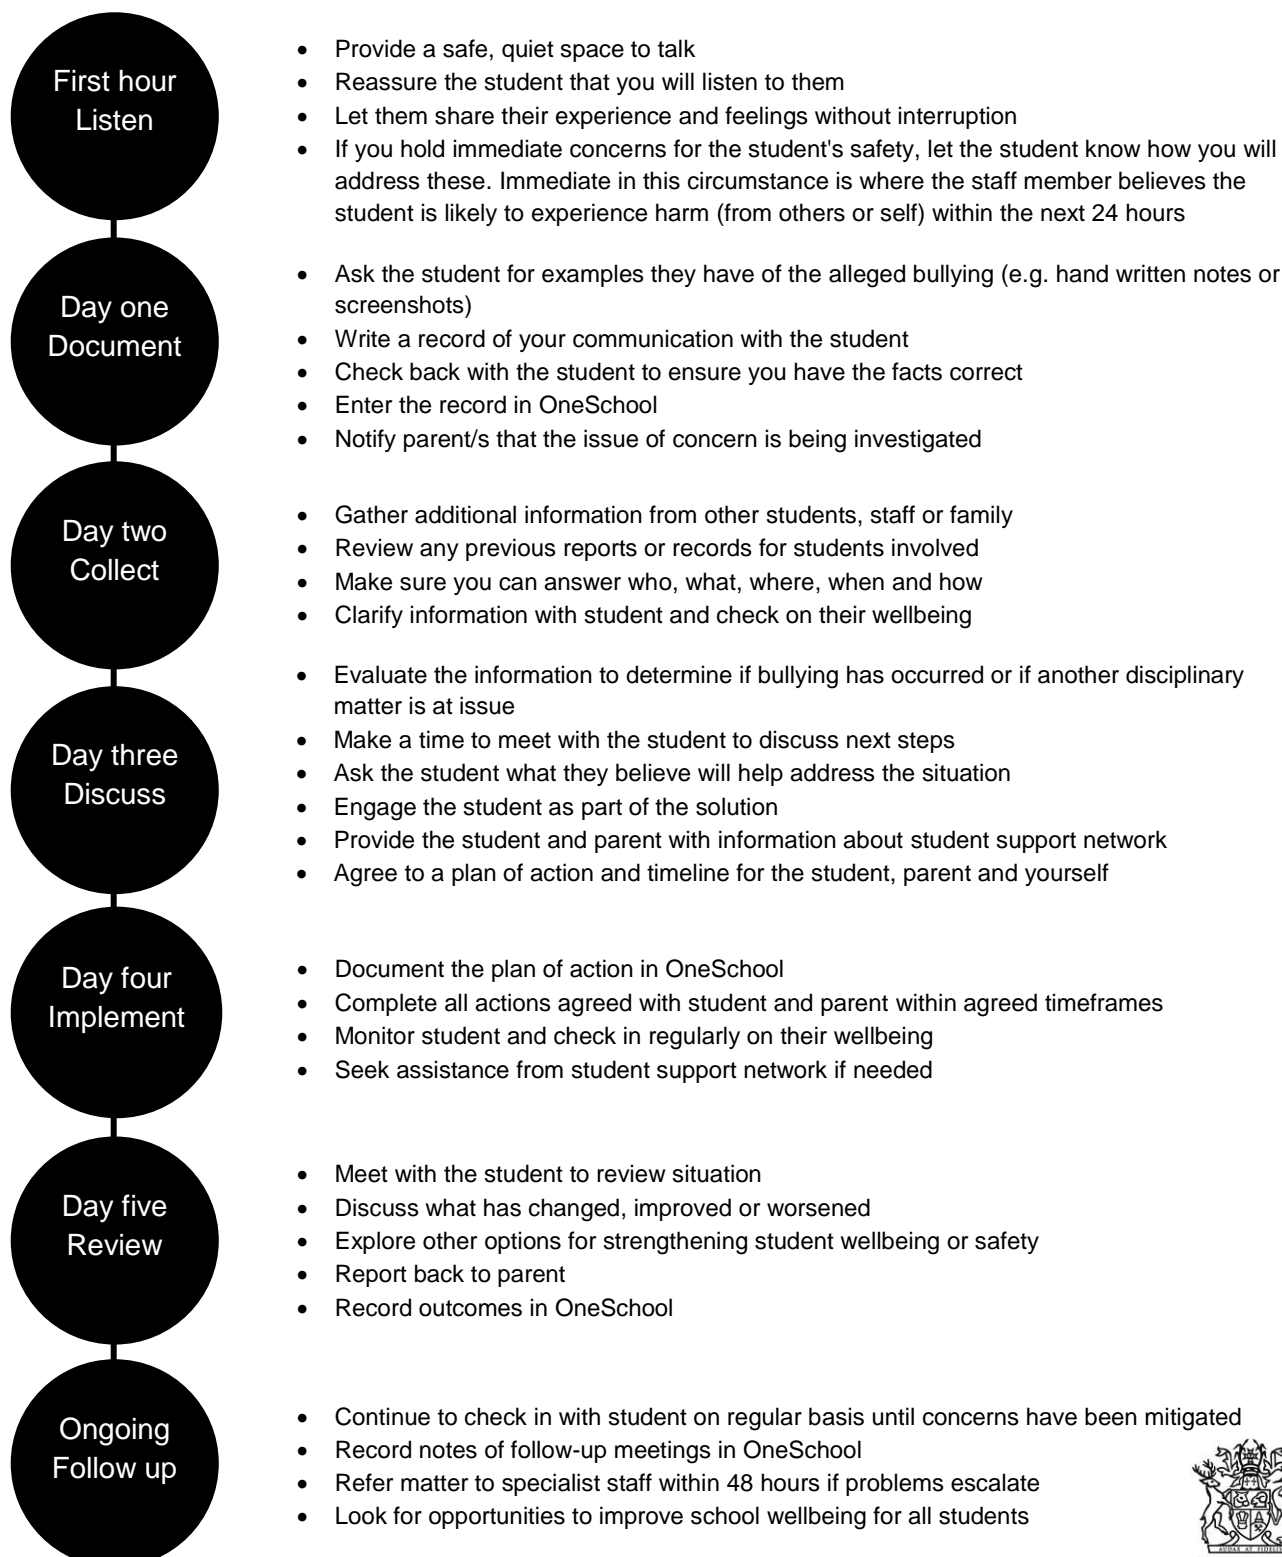 First hour
Listen
• Provide a safe, quiet space to talk
• Reassure the student that you will listen to them
• Let them share their experience and feelings without interruption
• If you hold immediate concerns for the student's safety, let the student know how you will
address these. Immediate in this circumstance is where the staff member believes the
student is likely to experience harm (from others or self) within the next 24 hours
Day one
Document
• Ask the student for examples they have of the alleged bullying (e.g. hand written notes or
screenshots)
• Write a record of your communication with the student
• Check back with the student to ensure you have the facts correct
• Enter the record in OneSchool
• Notify parent/s that the issue of concern is being investigated
Day two
Collect
• Gather additional information from other students, staff or family
• Review any previous reports or records for students involved
• Make sure you can answer who, what, where, when and how
• Clarify information with student and check on their wellbeing
Day three
Discuss
• Evaluate the information to determine if bullying has occurred or if another disciplinary
matter is at issue
• Make a time to meet with the student to discuss next steps
• Ask the student what they believe will help address the situation
• Engage the student as part of the solution
• Provide the student and parent with information about student support network
• Agree to a plan of action and timeline for the student, parent and yourself
Day four
Implement
• Document the plan of action in OneSchool
• Complete all actions agreed with student and parent within agreed timeframes
• Monitor student and check in regularly on their wellbeing
• Seek assistance from student support network if needed
Day five
Review
• Meet with the student to review situation
• Discuss what has changed, improved or worsened
• Explore other options for strengthening student wellbeing or safety
• Report back to parent
• Record outcomes in OneSchool
Ongoing
Follow up
• Continue to check in with student on regular basis until concerns have been mitigated
• Record notes of follow-up meetings in OneSchool
• Refer matter to specialist staff within 48 hours if problems escalate
• Look for opportunities to improve school wellbeing for all students
AUDAX AT